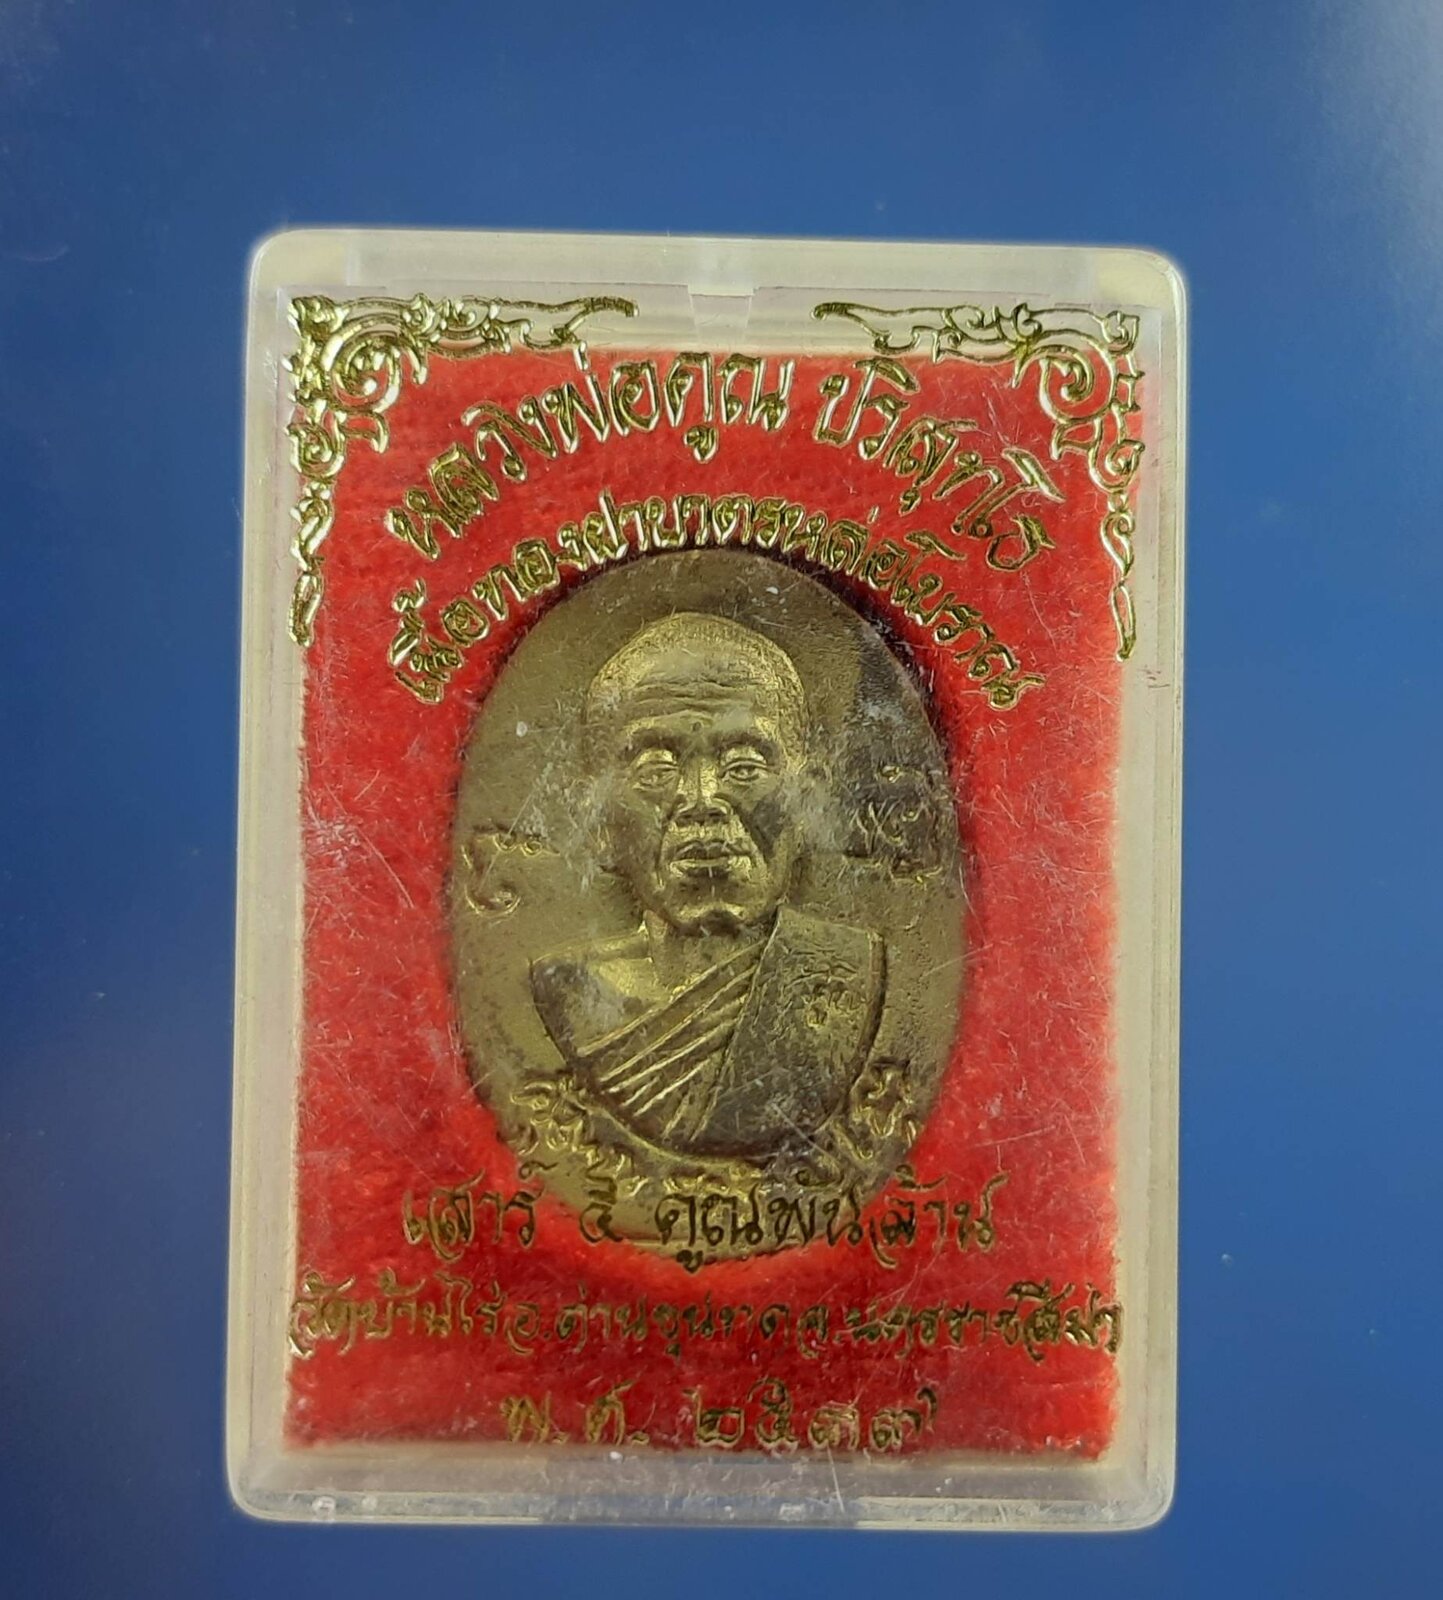 หลวงพ่อคูณ ปริสุทโธ
เนื้อทองฝาบาตรหล่อโบราณ
เสาร์ ๕ คูณพันล้าน
วัดบ้านไร่ อ.ด่านขุนทด จ.นครราชสีมา
พ.ศ. ๒๕๓๗